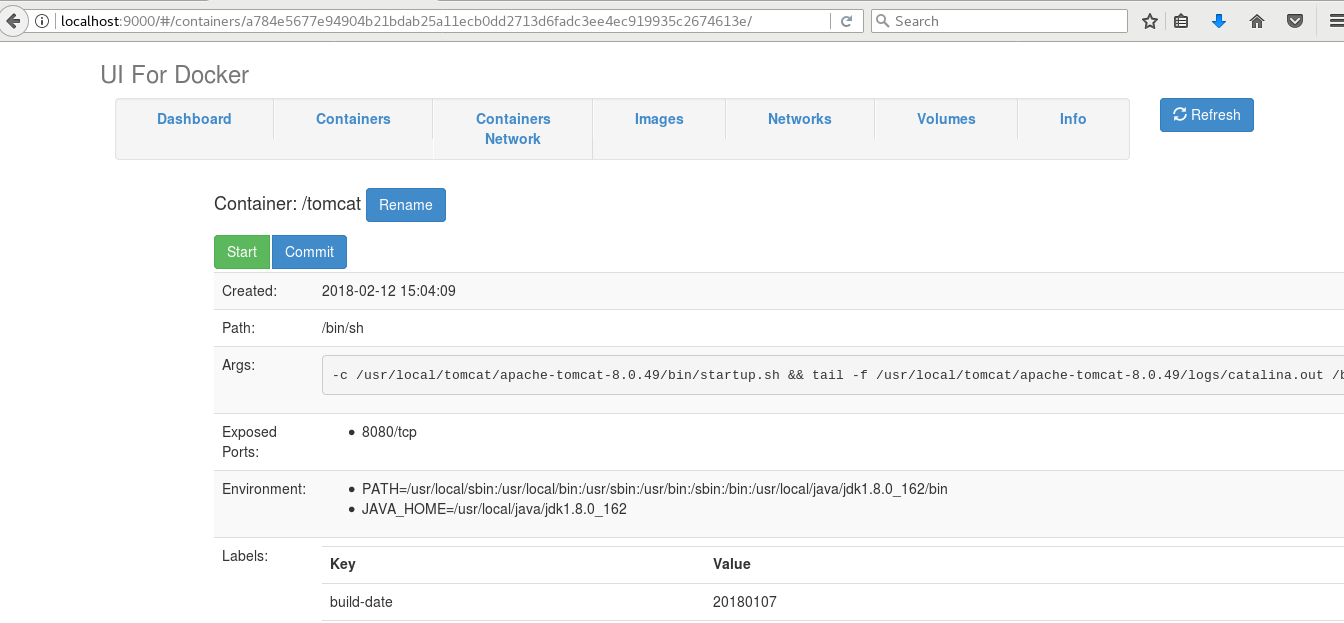 localhost:9000/#/containers/a784e5677e94904b21bdab25a11ecb0dd2713d6fadc3ee4ec919935c2674613e/
Search
UI For Docker
Dashboard
Containers
Containers Network
Images
Networks
Volumes
Info
Refresh
Container: /tomcat Rename
Start Commit
Created: 2018-02-12 15:04:09
Path: /bin/sh
Args: -c /usr/local/tomcat/apache-tomcat-8.0.49/bin/startup.sh && tail -f /usr/local/tomcat/apache-tomcat-8.0.49/logs/catalina.out /b
Exposed Ports:
• 8080/tcp
Environment:
• PATH=/usr/local/sbin:/usr/local/bin:/usr/sbin:/usr/bin:/sbin:/bin:/usr/local/java/jdk1.8.0_162/bin
• JAVA_HOME=/usr/local/java/jdk1.8.0_162
Labels:
Key Value
build-date 20180107